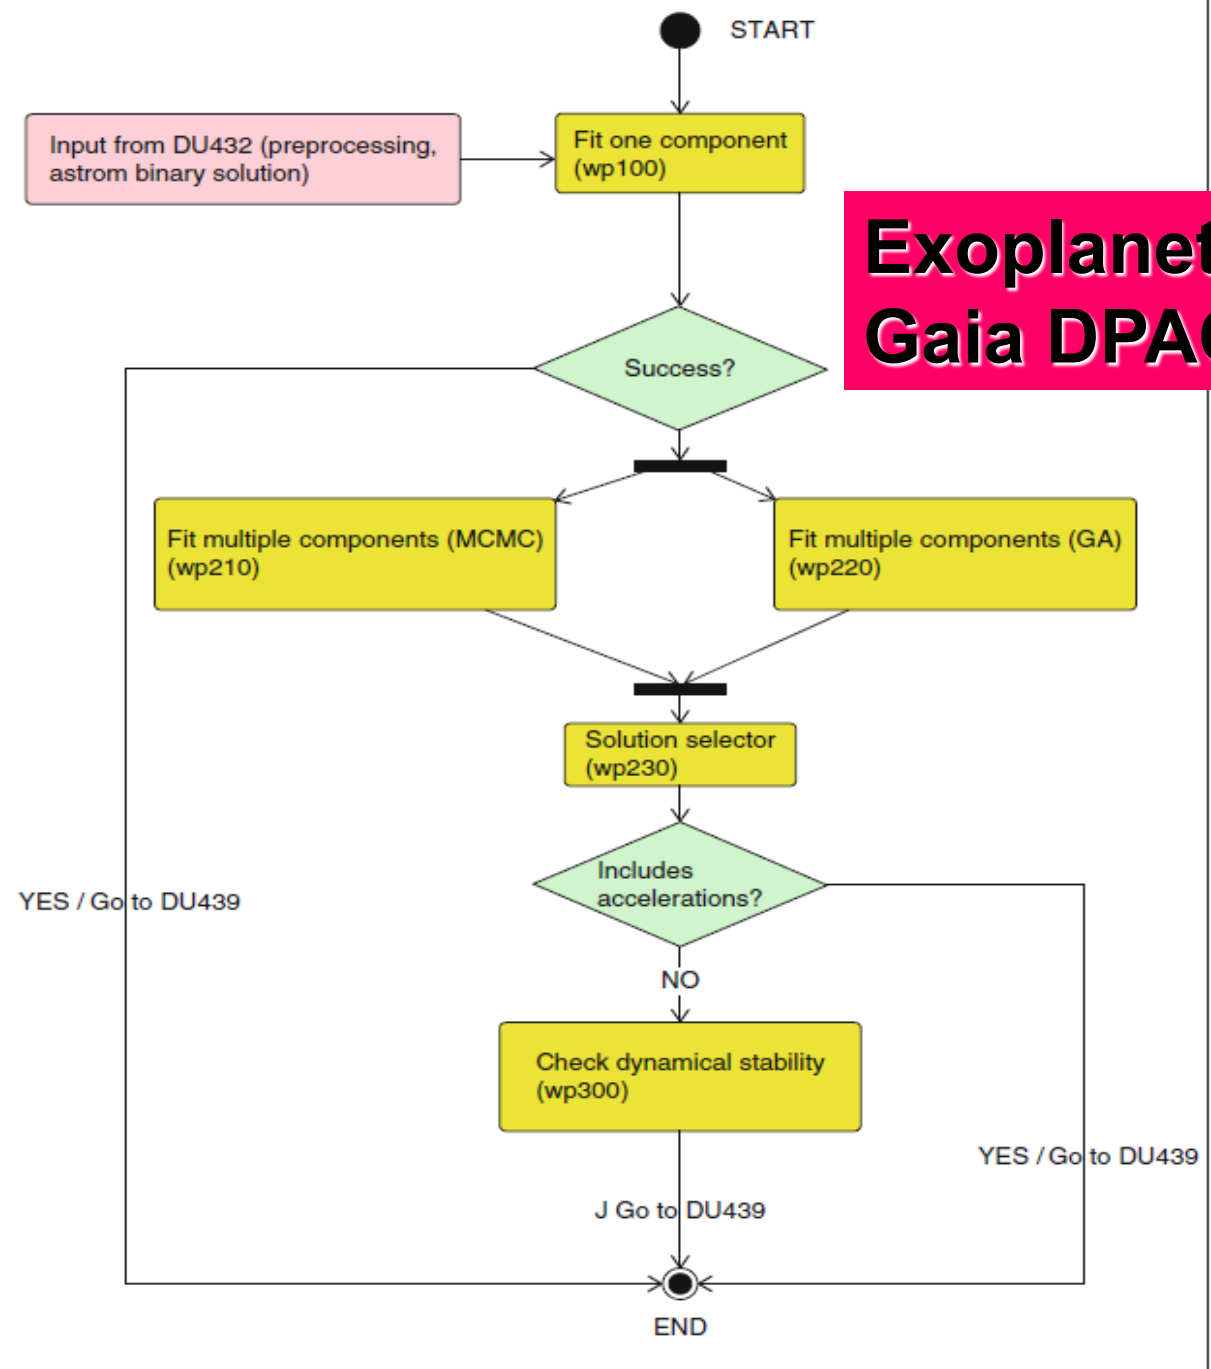 START
Input from DU432 (preprocessing,
astrom binary solution)
Fit one component
(wp100)
Exoplanet
Gaia DPAC
Success?
Fit multiple components (MCMC)
(wp210)
Fit multiple components (GA)
(wp220)
Solution selector
(wp230)
Includes
accelerations?
YES / Go to DU439
NO
Check dynamical stability
(wp300)
YES / Go to DU439
J Go to DU439
END